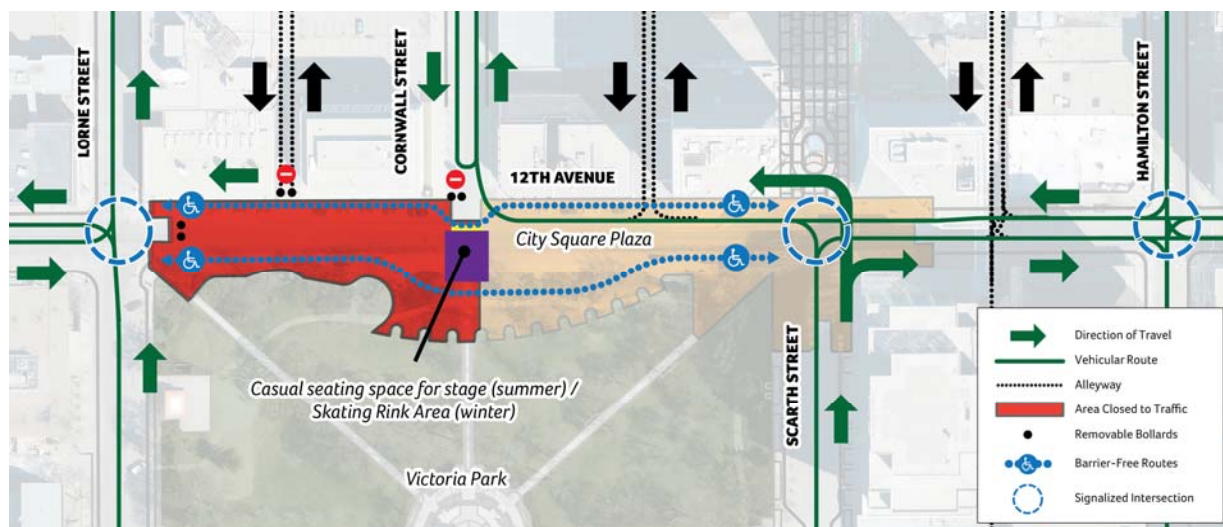 LORNE STREET
CORNWALL STREET
12TH AVENUE
City Square Plaza
SCARTH STREET
HAMILTON STREET
Casual seating space for stage (summer) /
Skating Rink Area (winter)
Victoria Park
Direction of Travel
Vehicular Route
Alleyway
Area Closed to Traffic
Removable Bollards
Barrier-Free Routes
Signalized Intersection